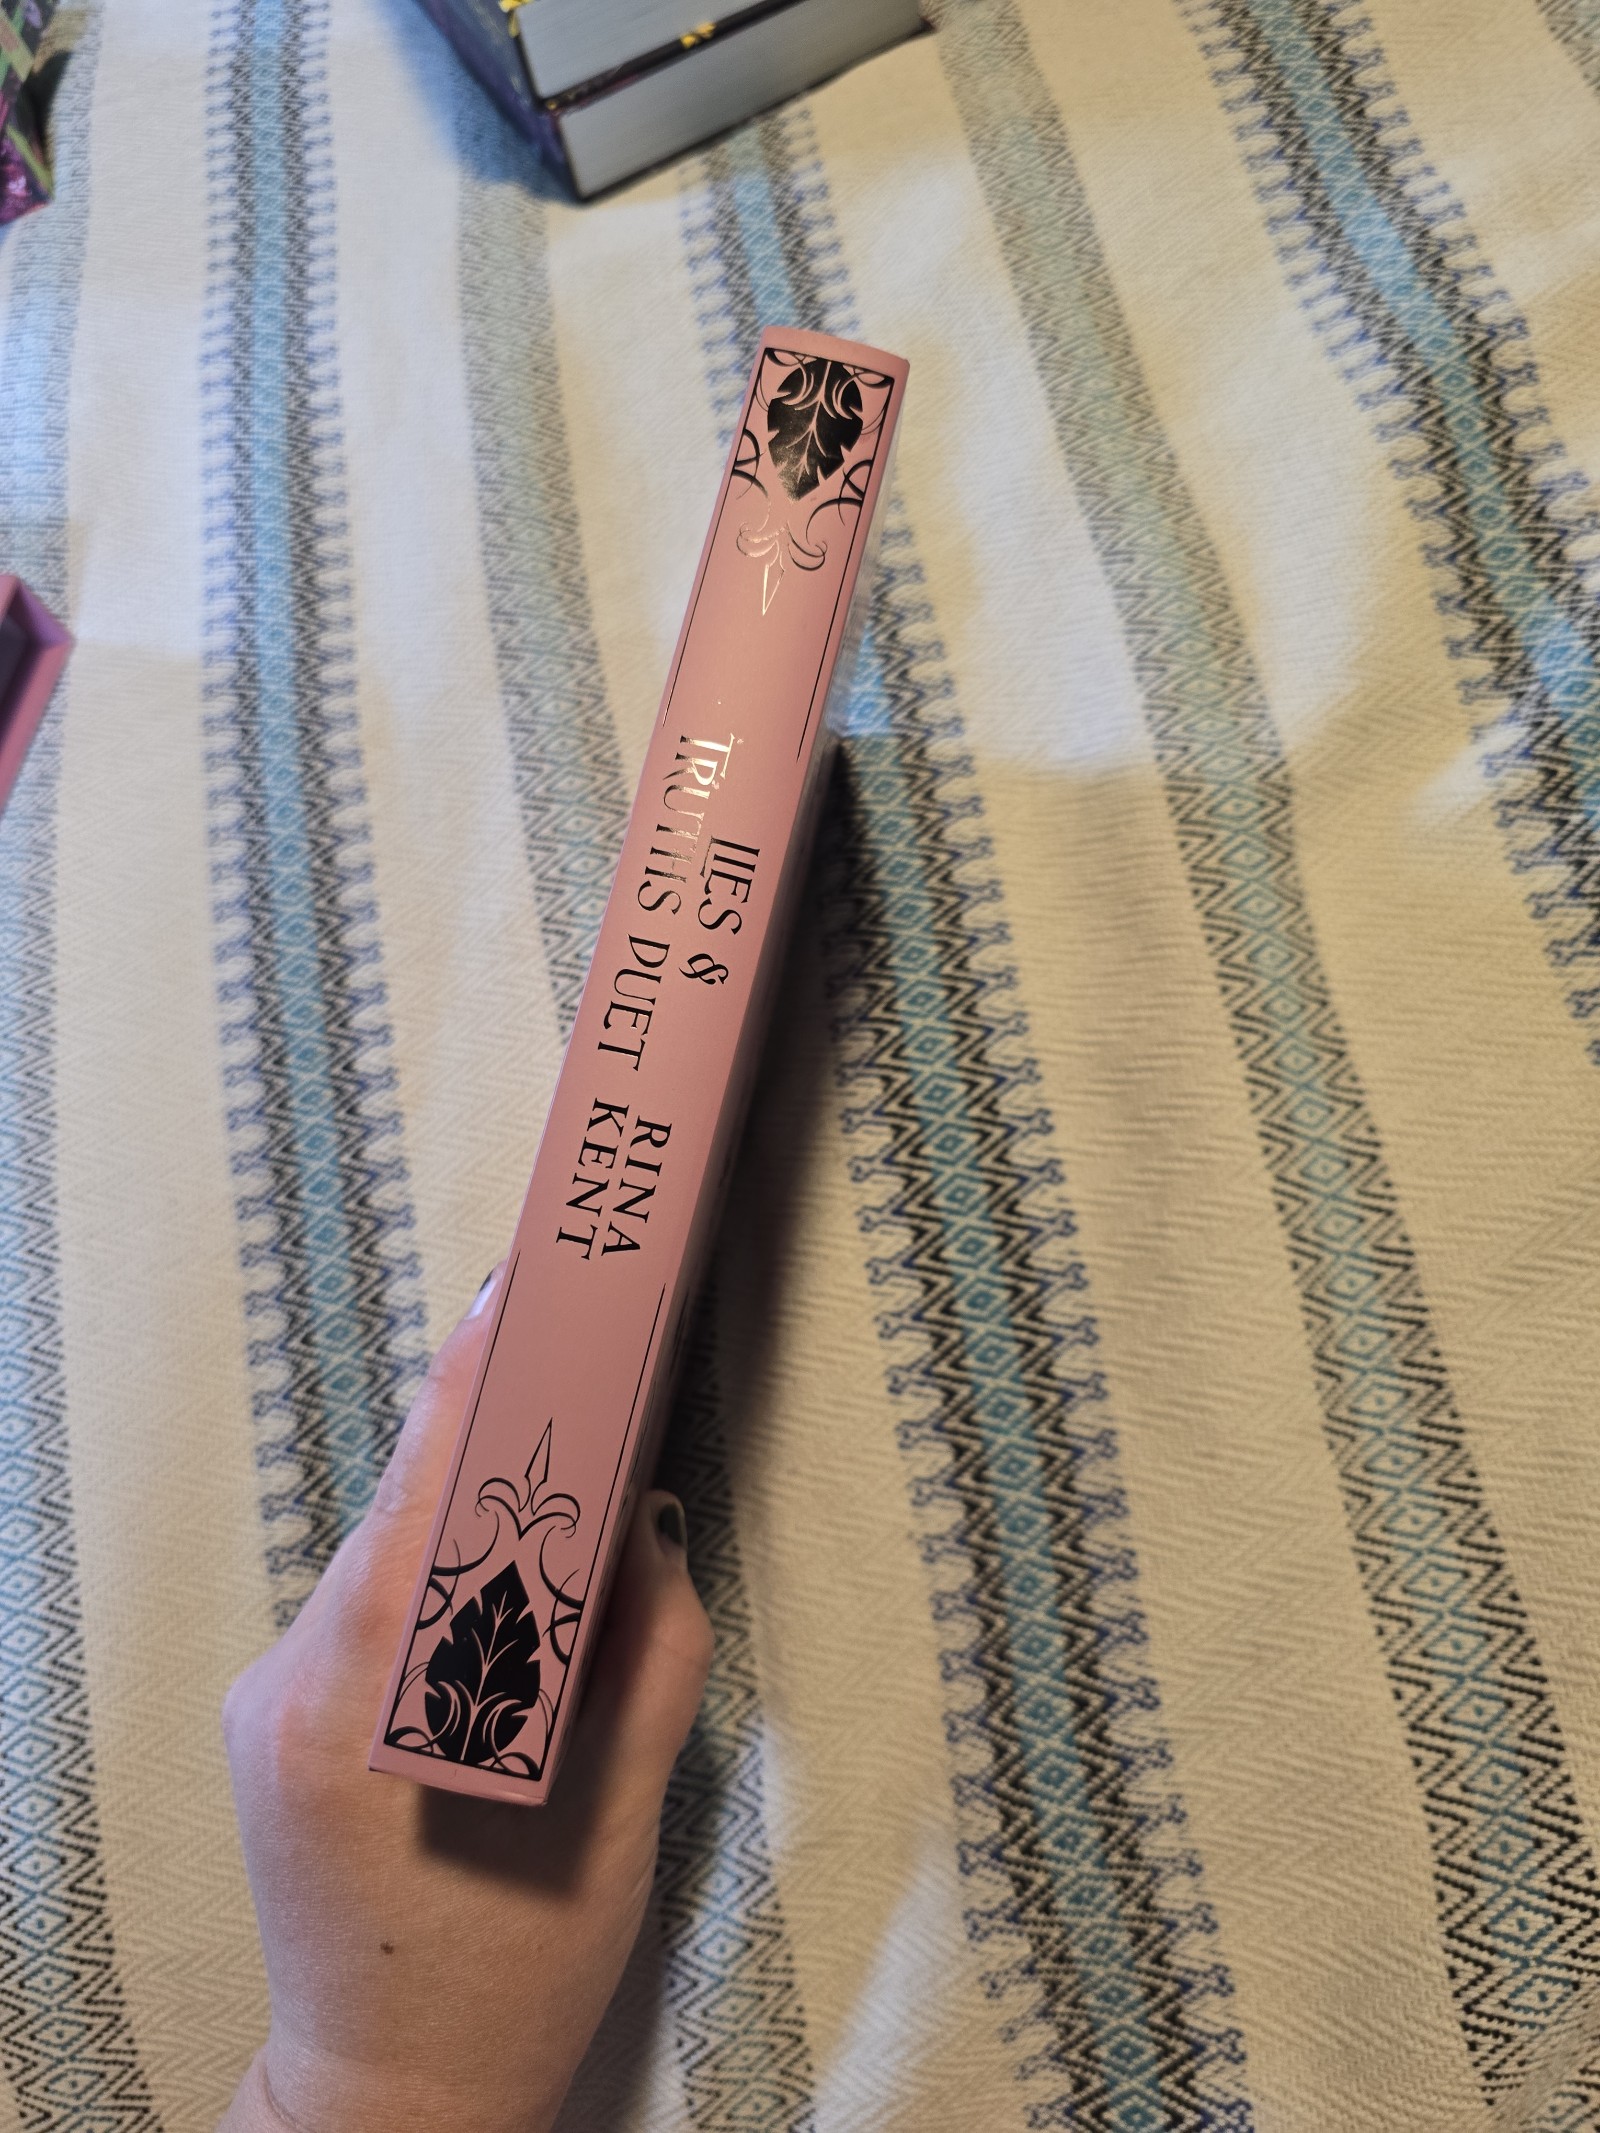 LIES &
TRUTHS DUET
RINA
KENT